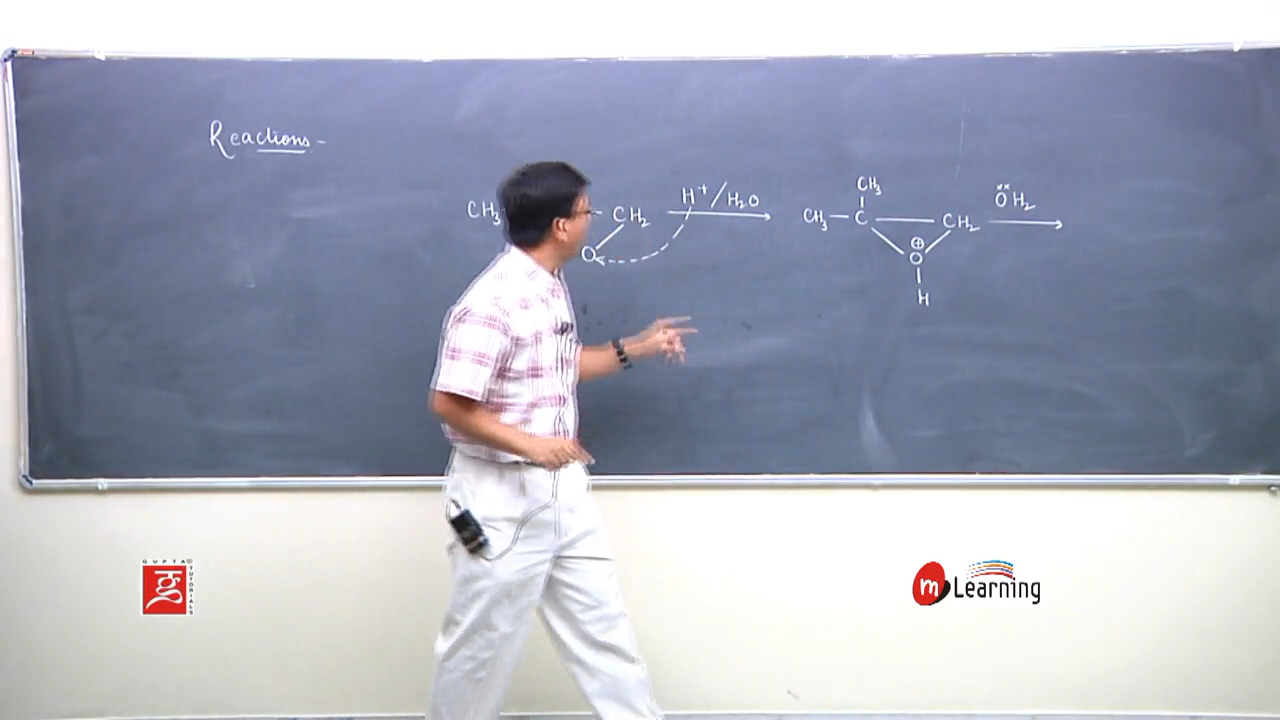 Reactions -
CH3
CH3 CH2 H+/H2O CH3 - C CH2 ÖH2
O ⊕
O
H
GUPTA
TUTORIALS
m Learning